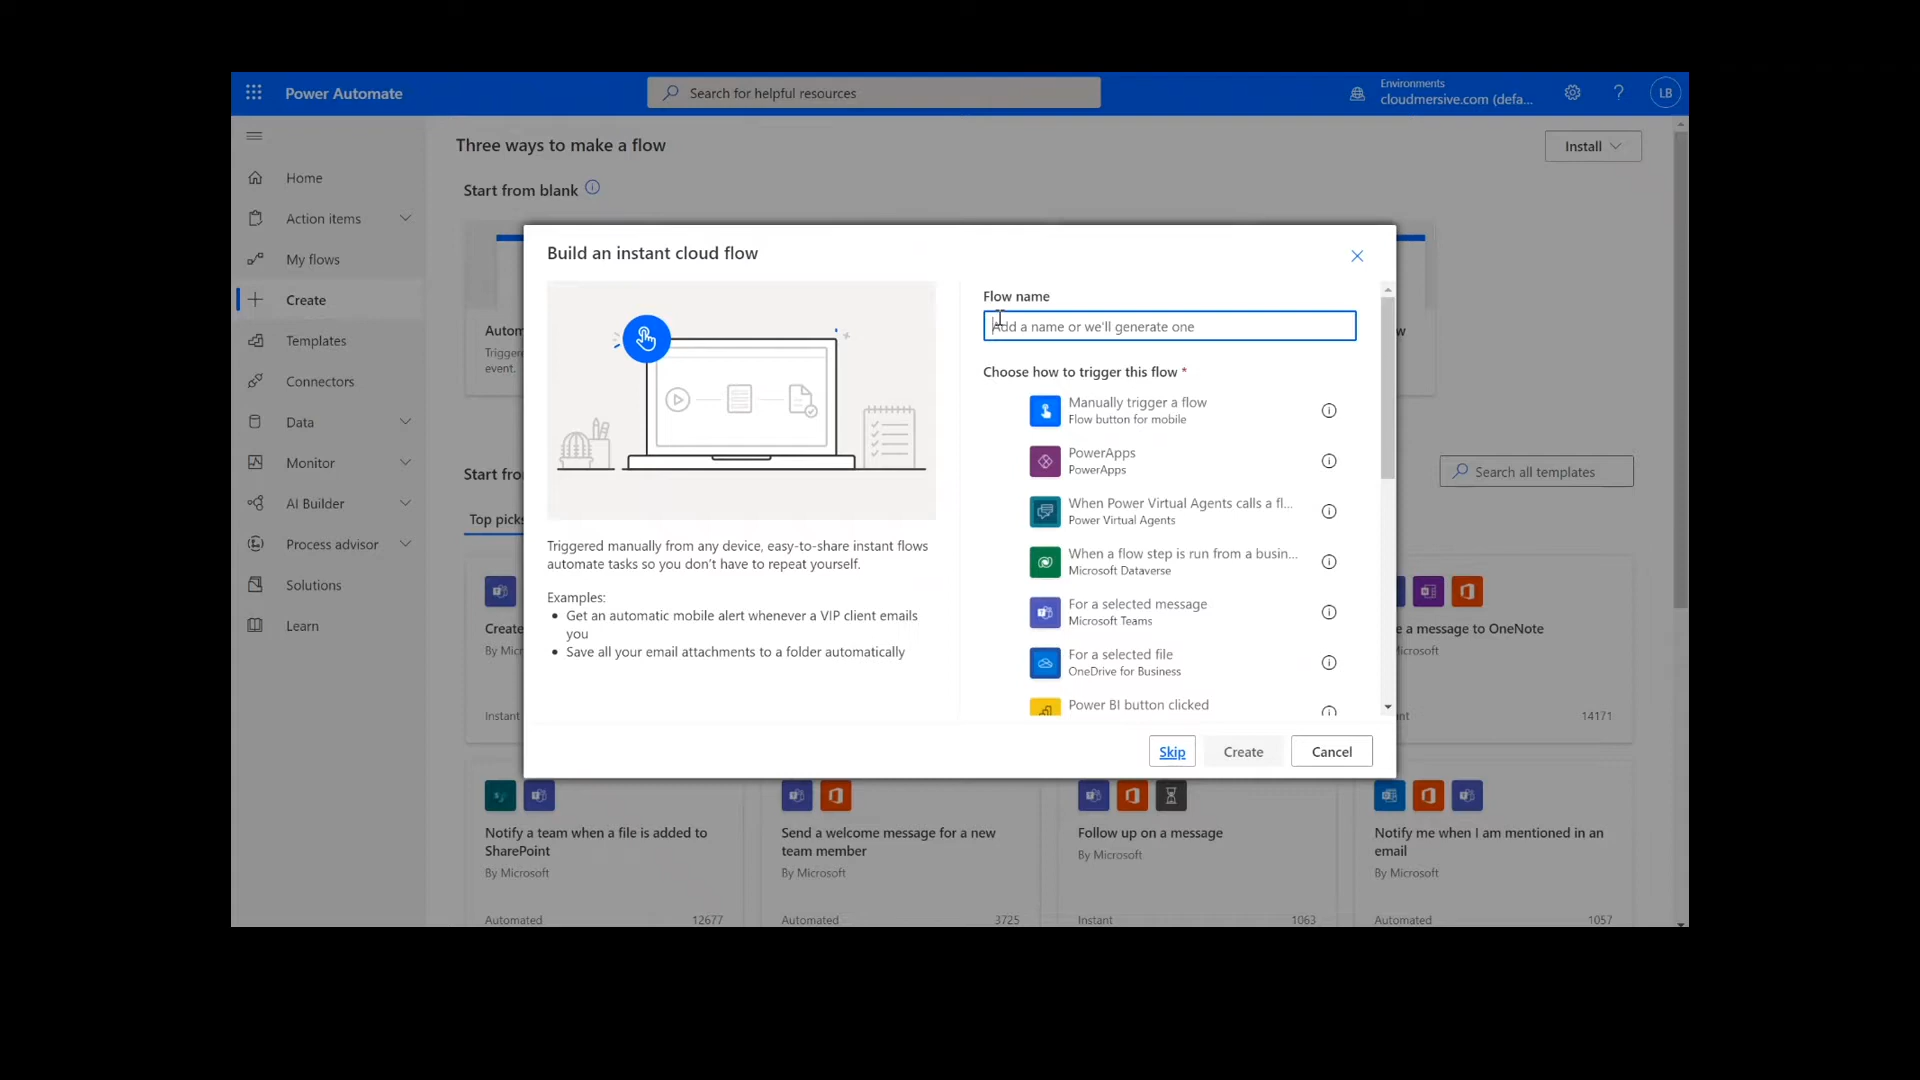 Power Automate
Search for helpful resources
Environments
cloudmersive.com (defa...
?
LB
Home
Action items
My flows
Create
Templates
Connectors
Data
Monitor
AI Builder
Process advisor
Solutions
Learn
Three ways to make a flow
Install
Start from blank
Build an instant cloud flow
Triggered manually from any device, easy-to-share instant flows
automate tasks so you don't have to repeat yourself.
Examples:
Get an automatic mobile alert whenever a VIP client emails
you
Save all your email attachments to a folder automatically
Flow name
Add a name or we'll generate one
Choose how to trigger this flow *
Manually trigger a flow
Flow button for mobile
PowerApps
PowerApps
When Power Virtual Agents calls a fl...
Power Virtual Agents
When a flow step is run from a busin...
Microsoft Dataverse
For a selected message
Microsoft Teams
For a selected file
OneDrive for Business
Power BI button clicked
Skip
Create
Cancel
Search all templates
Top picks
Instant
a message to OneNote
14171
Notify a team when a file is added to
SharePoint
By Microsoft
Automated 12677
Send a welcome message for a new
team member
By Microsoft
Automated 3725
Follow up on a message
By Microsoft
Instant 1063
Notify me when I am mentioned in an
email
By Microsoft
Automated 1057